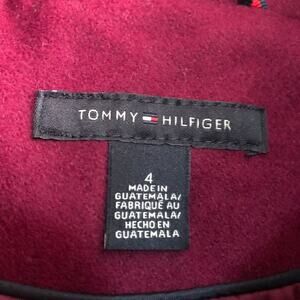 TOMMY HILFIGER
4
MADE IN
GUATEMALA/
FABRIQUÉ AU
GUATEMALA/
HECHO EN
GUATEMALA